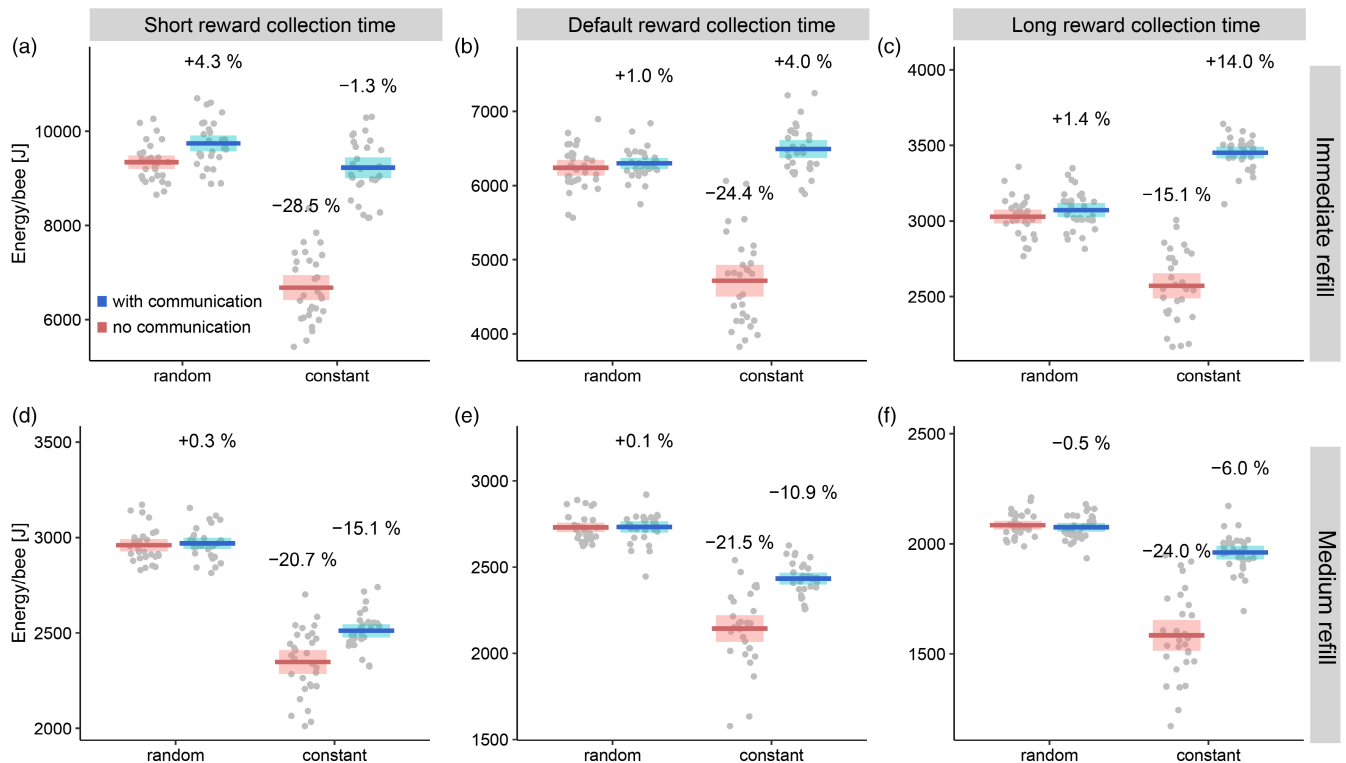 Short reward collection time
Default reward collection time
Long reward collection time
(a)
+4.3 %
−1.3 %
−28.5 %
Energy/bee [J]
10000
8000
6000
with communication
no communication
random
constant
(b)
+1.0 %
+4.0 %
−24.4 %
7000
6000
5000
4000
random
constant
(c)
+14.0 %
+1.4 %
−15.1 %
4000
3500
3000
2500
random
constant
Immediate refill
(d)
+0.3 %
−15.1 %
−20.7 %
Energy/bee [J]
3500
3000
2500
2000
random
constant
(e)
+0.1 %
−10.9 %
−21.5 %
3000
2500
2000
1500
random
constant
(f)
−0.5 %
−6.0 %
−24.0 %
2500
2000
1500
random
constant
Medium refill